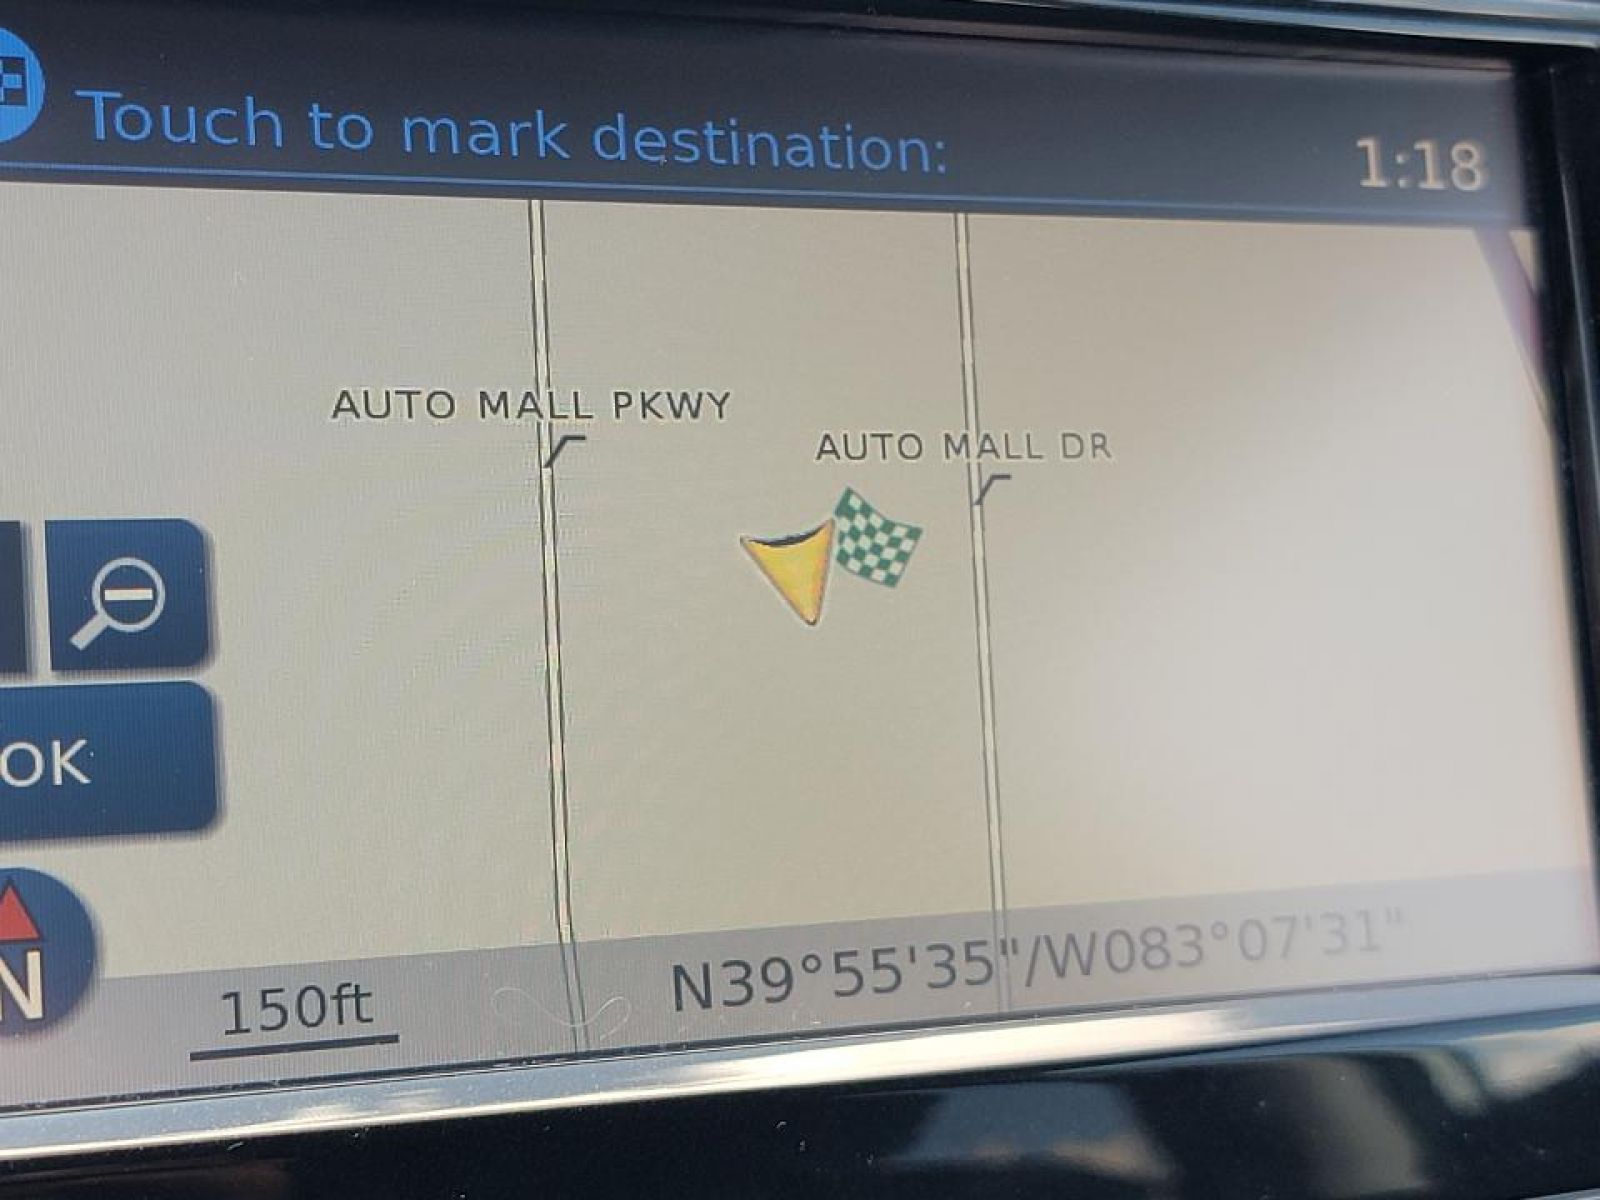 Touch to mark destination:
1:18
AUTO MALL PKWY
AUTO MALL DR
OK
N
150ft
N39°55'35"/W083°07'31"